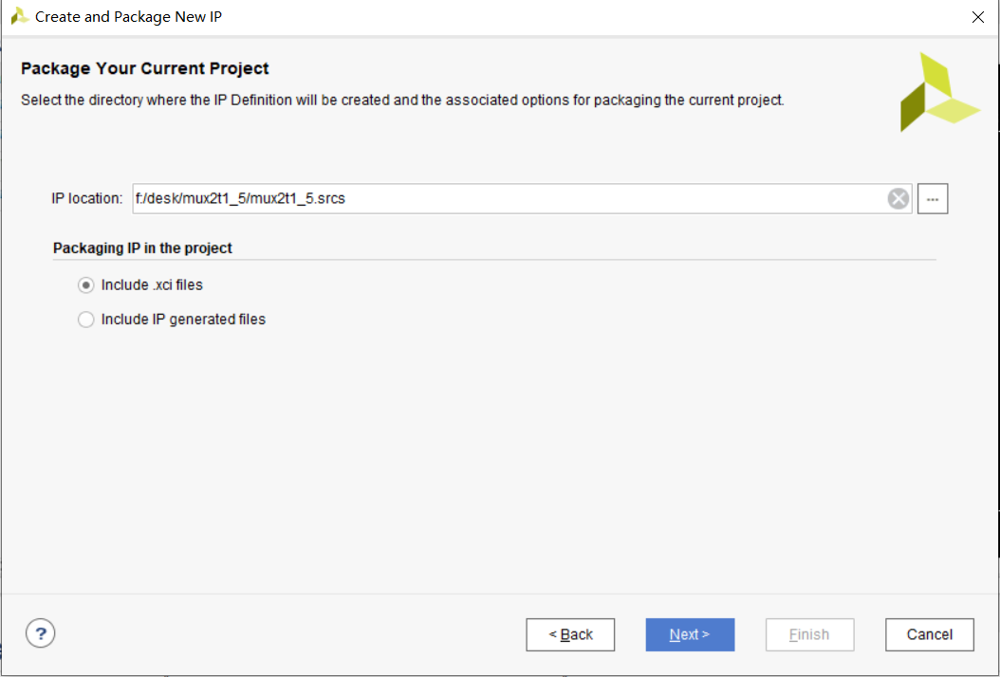 Create and Package New IP
Package Your Current Project
Select the directory where the IP Definition will be created and the associated options for packaging the current project.
IP location: f:/desk/mux2t1_5/mux2t1_5.srcs ...
Packaging IP in the project
Include .xci files
Include IP generated files
? < Back Next > Finish Cancel